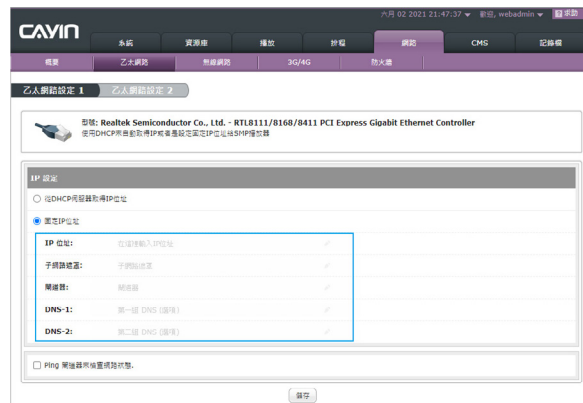 六月 02 2021 21:47:37 歡迎, webadmin 求助
CAYIN
系統 資源庫 播放 排程 網路 CMS 記錄檔
概要 乙太網路 無線網路 3G/4G 防火牆
乙太網路設定 1 乙太網路設定 2
型號: Realtek Semiconductor Co., Ltd. - RTL8111/8168/8411 PCI Express Gigabit Ethernet Controller
使用DHCP來自動取得IP或者是設定固定IP位址給SMP播放器
IP 設定
從DHCP伺服器取得IP位址
固定IP位址
IP 位址: 在這裡輸入IP位址
子網路遮罩: 子網路遮罩
閘道器: 閘道器
DNS-1: 第一組 DNS (選項)
DNS-2: 第二組 DNS (選項)
Ping 閘道器來檢查網路狀態.
儲存